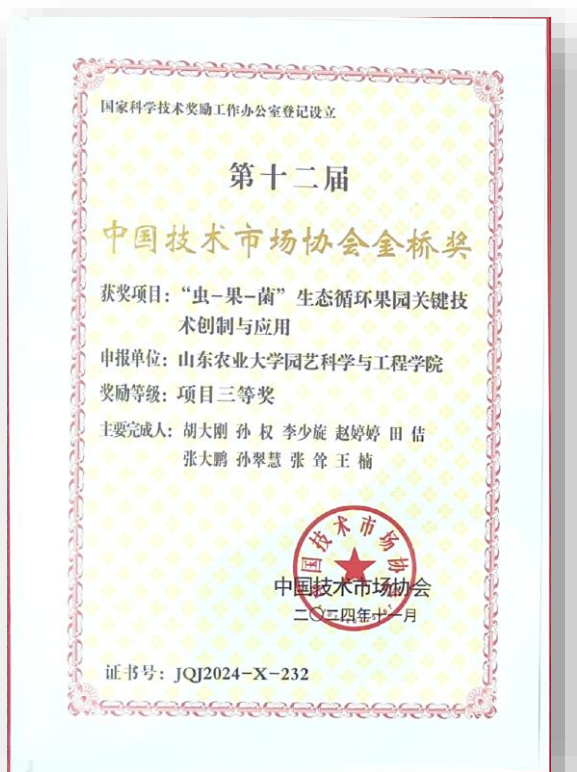 国家科学技术奖励工作办公室登记设立
第十二届
中国技术市场协会金桥奖
获奖项目：“虫-果-菌”生态循环果园关键技
术创制与应用
申报单位：山东农业大学园艺科学与工程学院
奖励等级：项目三等奖
主要完成人：胡大刚 孙 权 李少旋 赵婷婷 田 佶
张大鹏 孙翠慧 张 耸 王 楠
中国技术市场协会
中国技术市场协会
二〇二四年十一月
证书号：JQJ2024-X-232